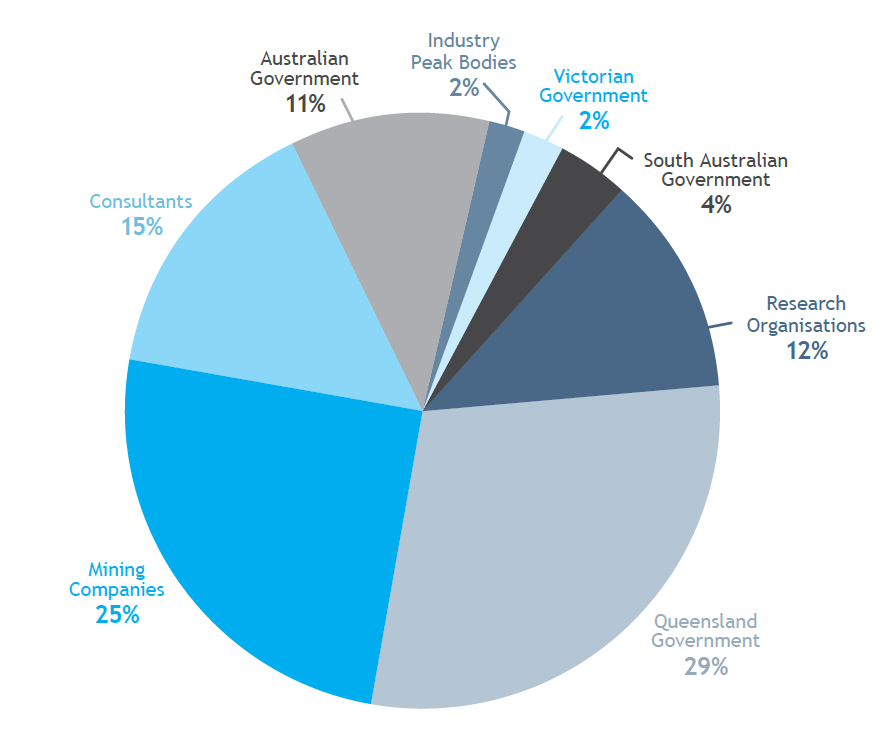 Industry
Peak Bodies
2%
Australian
Government
11%
Victorian
Government
2%
South Australian
Government
4%
Consultants
15%
Research
Organisations
12%
Mining
Companies
25%
Queensland
Government
29%